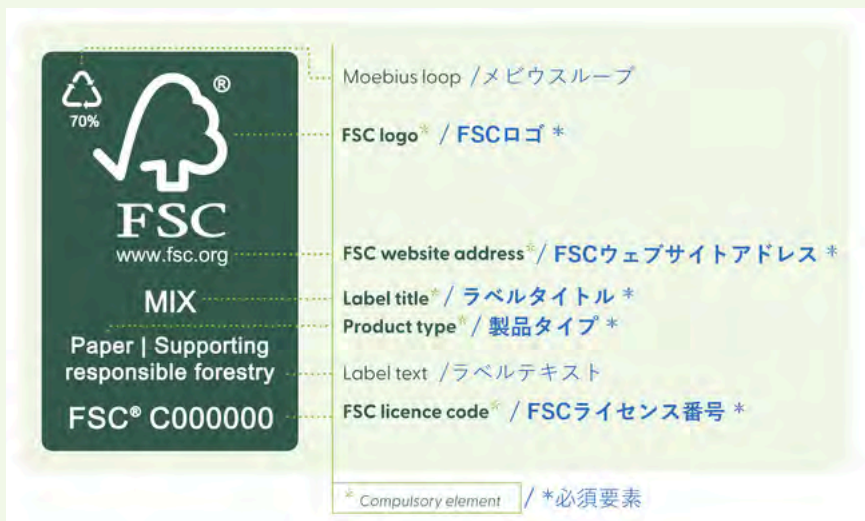 70%
®
FSC
www.fsc.org
MIX
Paper | Supporting
responsible forestry
FSC® C000000
Moebius loop /メビウスループ
FSC logo* / FSCロゴ *
FSC website address* / FSCウェブサイトアドレス *
Label title* / ラベルタイトル *
Product type* / 製品タイプ *
Label text /ラベルテキスト
FSC licence code* / FSCライセンス番号 *
* Compulsory element / *必須要素